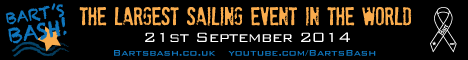 BART'S
BASH!
THE LARGEST SAILING EVENT IN THE WORLD
21ST SEPTEMBER 2014
BARTSBASH.CO.UK YOUTUBE.COM/BARTSBASH